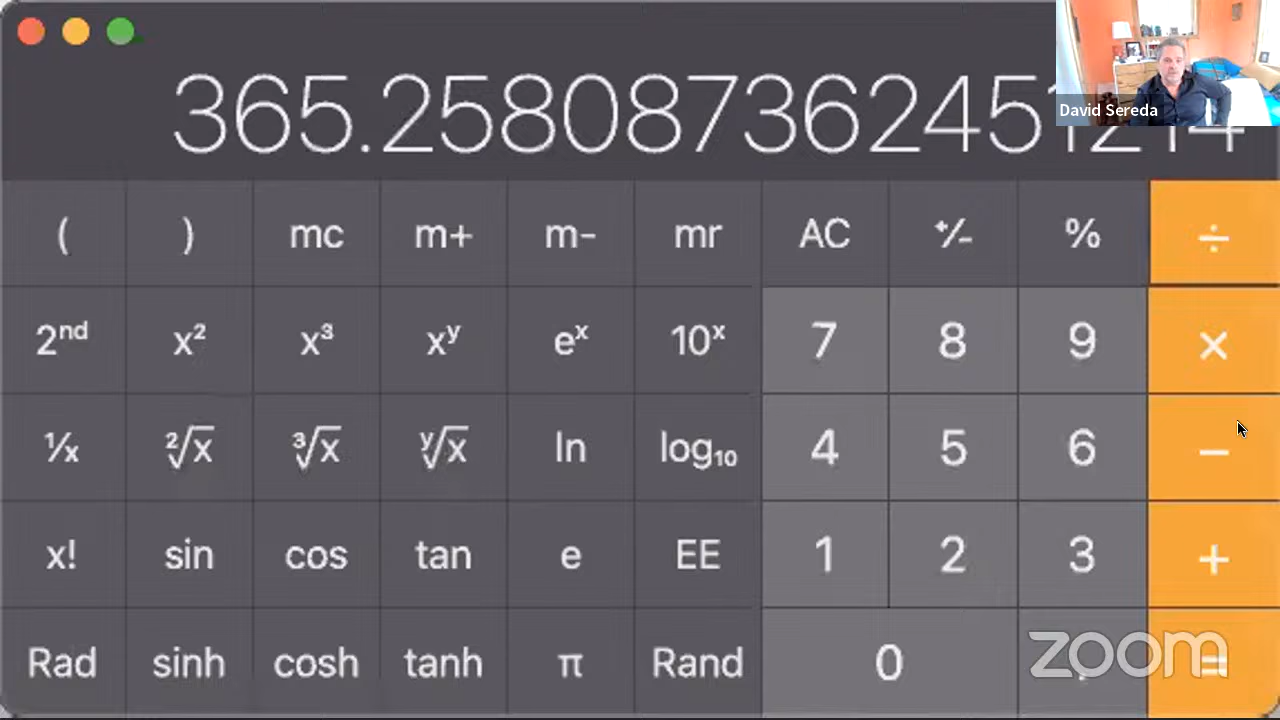 365.258087362451214
David Sereda
( ) mc m+ m- mr AC +/- % ÷
2nd x² x³ xʸ eˣ 10ˣ 7 8 9 ×
1/x ²√x ³√x ʸ√x ln log₁₀ 4 5 6 −
x! sin cos tan e EE 1 2 3 +
Rad sinh cosh tanh π Rand 0 . =
zoom